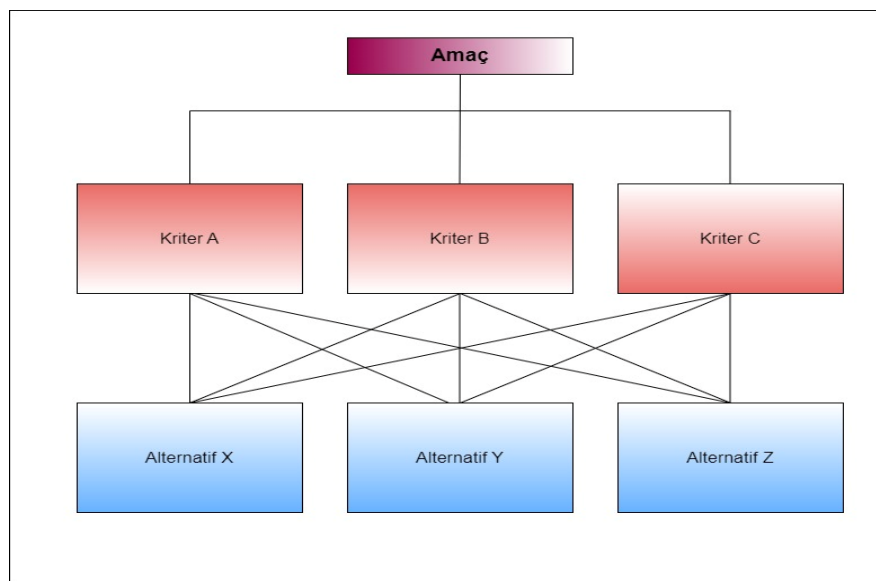 Amaç
Kriter A
Kriter B
Kriter C
Alternatif X
Alternatif Y
Alternatif Z